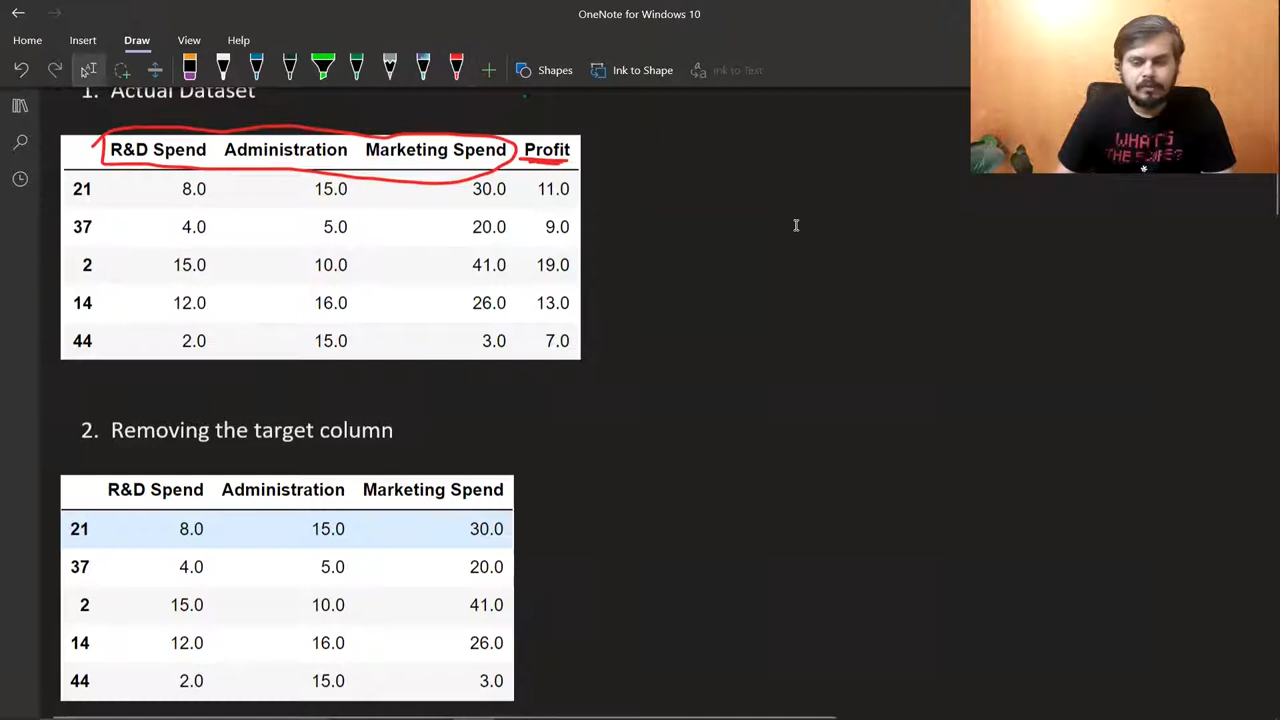 OneNote for Windows 10
Home Insert Draw View Help
Shapes Ink to Shape Ink to Text
1. Actual Dataset
R&D Spend Administration Marketing Spend Profit
21 8.0 15.0 30.0 11.0
37 4.0 5.0 20.0 9.0
2 15.0 10.0 41.0 19.0
14 12.0 16.0 26.0 13.0
44 2.0 15.0 3.0 7.0
2. Removing the target column
R&D Spend Administration Marketing Spend
21 8.0 15.0 30.0
37 4.0 5.0 20.0
2 15.0 10.0 41.0
14 12.0 16.0 26.0
44 2.0 15.0 3.0
WHAT'S
THE